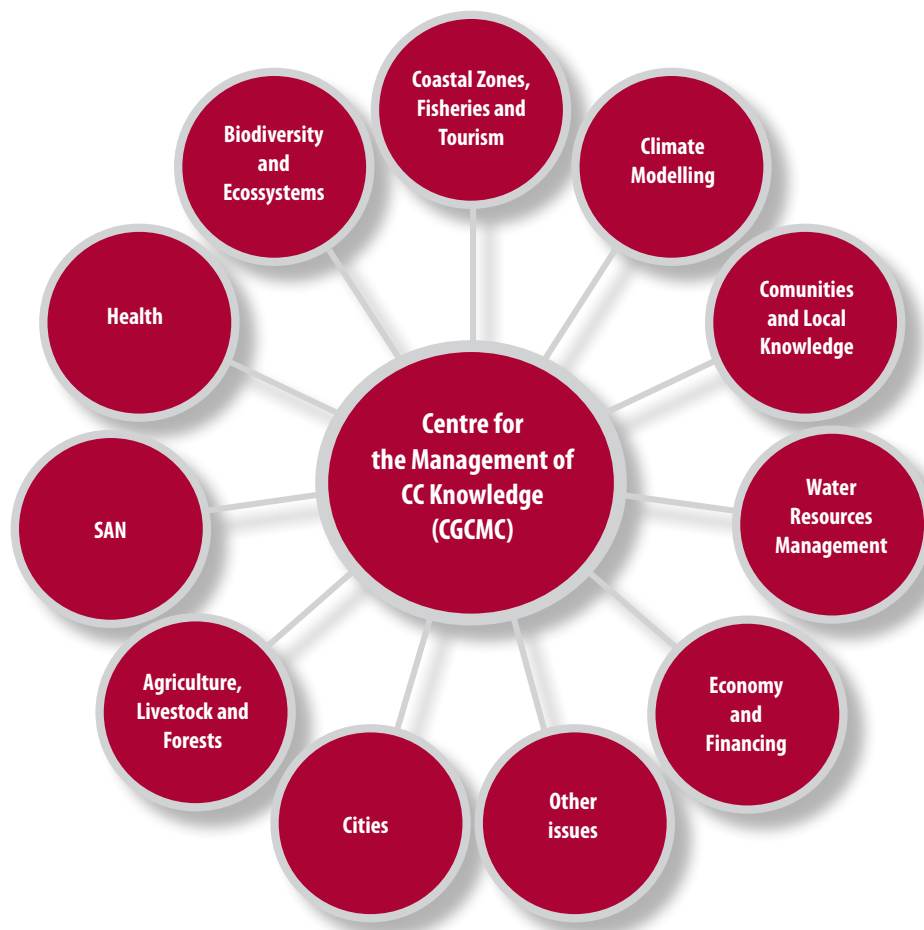 Coastal Zones,
Fisheries and
Tourism
Climate
Modelling
Comunities
and Local
Knowledge
Water
Resources
Management
Economy
and
Financing
Other
issues
Cities
Agriculture,
Livestock and
Forests
SAN
Health
Biodiversity
and
Ecossystems
Centre for
the Management of
CC Knowledge
(CGCMC)